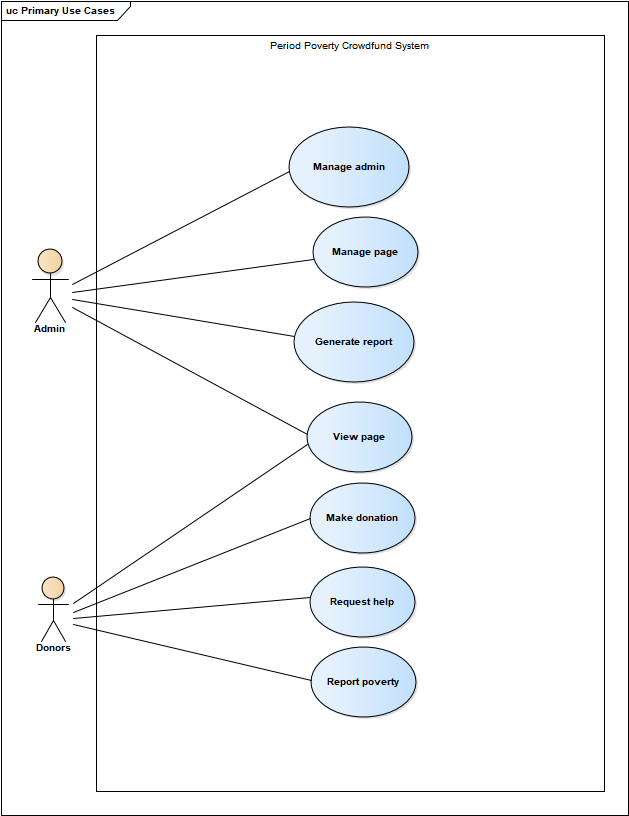 uc Primary Use Cases
Period Poverty Crowdfund System
Manage admin
Manage page
Generate report
Admin
View page
Make donation
Request help
Donors
Report poverty